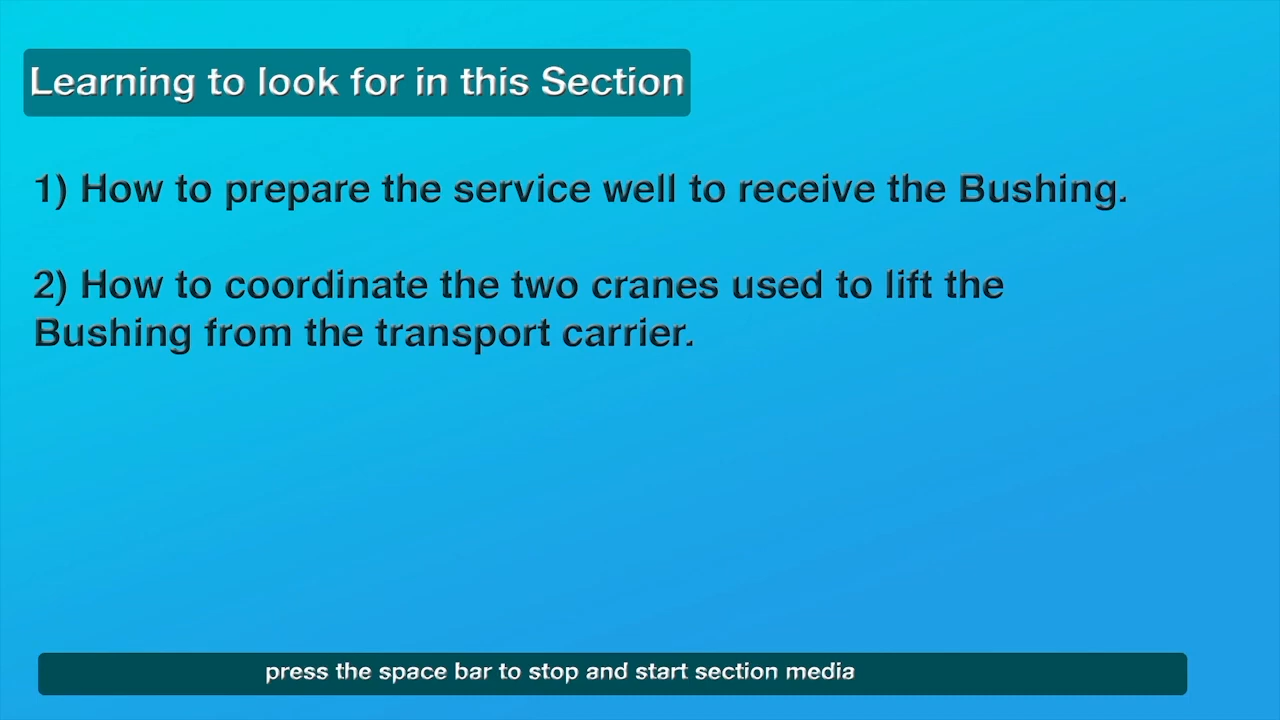 Learning to look for in this Section
1) How to prepare the service well to receive the Bushing.
2) How to coordinate the two cranes used to lift the
Bushing from the transport carrier.
press the space bar to stop and start section media